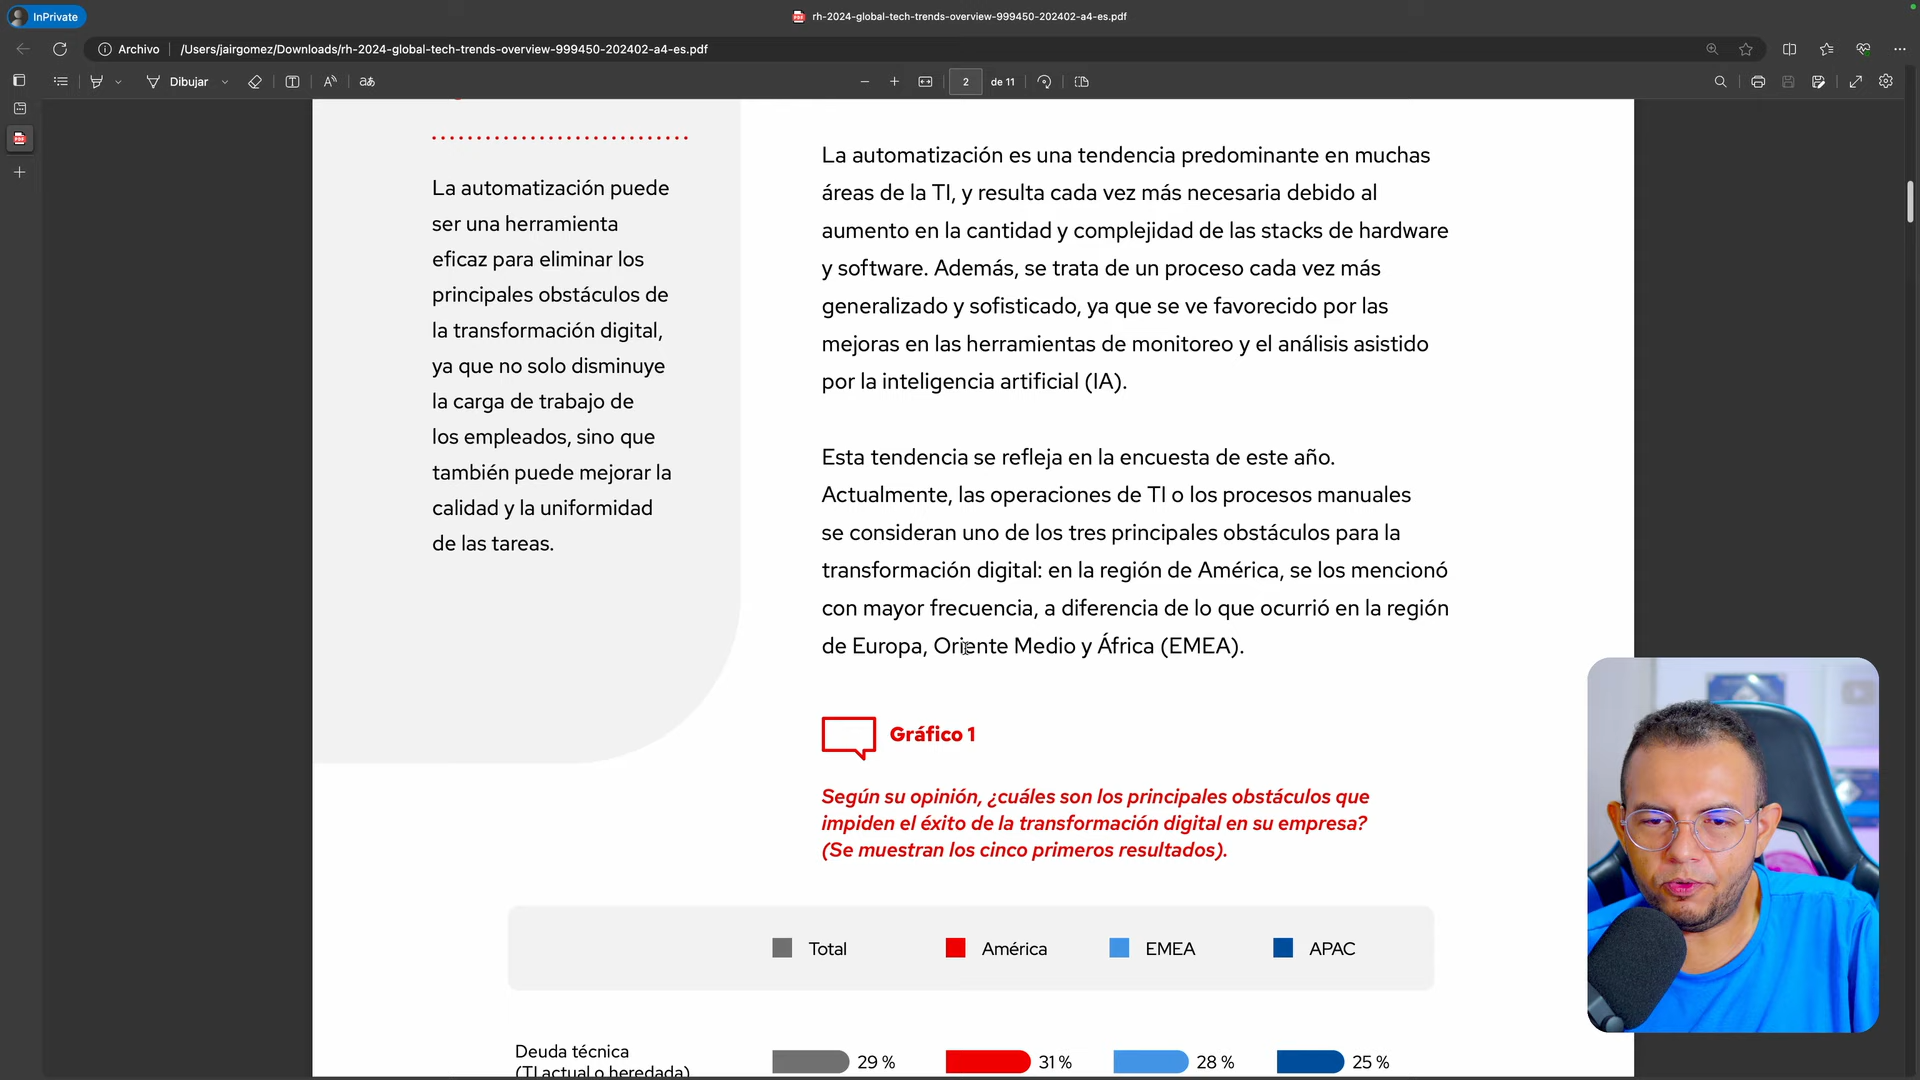 InPrivate
rh-2024-global-tech-trends-overview-999450-202402-a4-es.pdf
Archivo
/Users/jairgomez/Downloads/rh-2024-global-tech-trends-overview-999450-202402-a4-es.pdf
Dibujar
aあ
2
de 11
La automatización puede
ser una herramienta
eficaz para eliminar los
principales obstáculos de
la transformación digital,
ya que no solo disminuye
la carga de trabajo de
los empleados, sino que
también puede mejorar la
calidad y la uniformidad
de las tareas.
La automatización es una tendencia predominante en muchas
áreas de la TI, y resulta cada vez más necesaria debido al
aumento en la cantidad y complejidad de las stacks de hardware
y software. Además, se trata de un proceso cada vez más
generalizado y sofisticado, ya que se ve favorecido por las
mejoras en las herramientas de monitoreo y el análisis asistido
por la inteligencia artificial (IA).
Esta tendencia se refleja en la encuesta de este año.
Actualmente, las operaciones de TI o los procesos manuales
se consideran uno de los tres principales obstáculos para la
transformación digital: en la región de América, se los mencionó
con mayor frecuencia, a diferencia de lo que ocurrió en la región
de Europa, Oriente Medio y África (EMEA).
Gráfico 1
Según su opinión, ¿cuáles son los principales obstáculos que
impiden el éxito de la transformación digital en su empresa?
(Se muestran los cinco primeros resultados).
Total
América
EMEA
APAC
Deuda técnica
(TI actual o heredada)
29 %
31 %
28 %
25 %